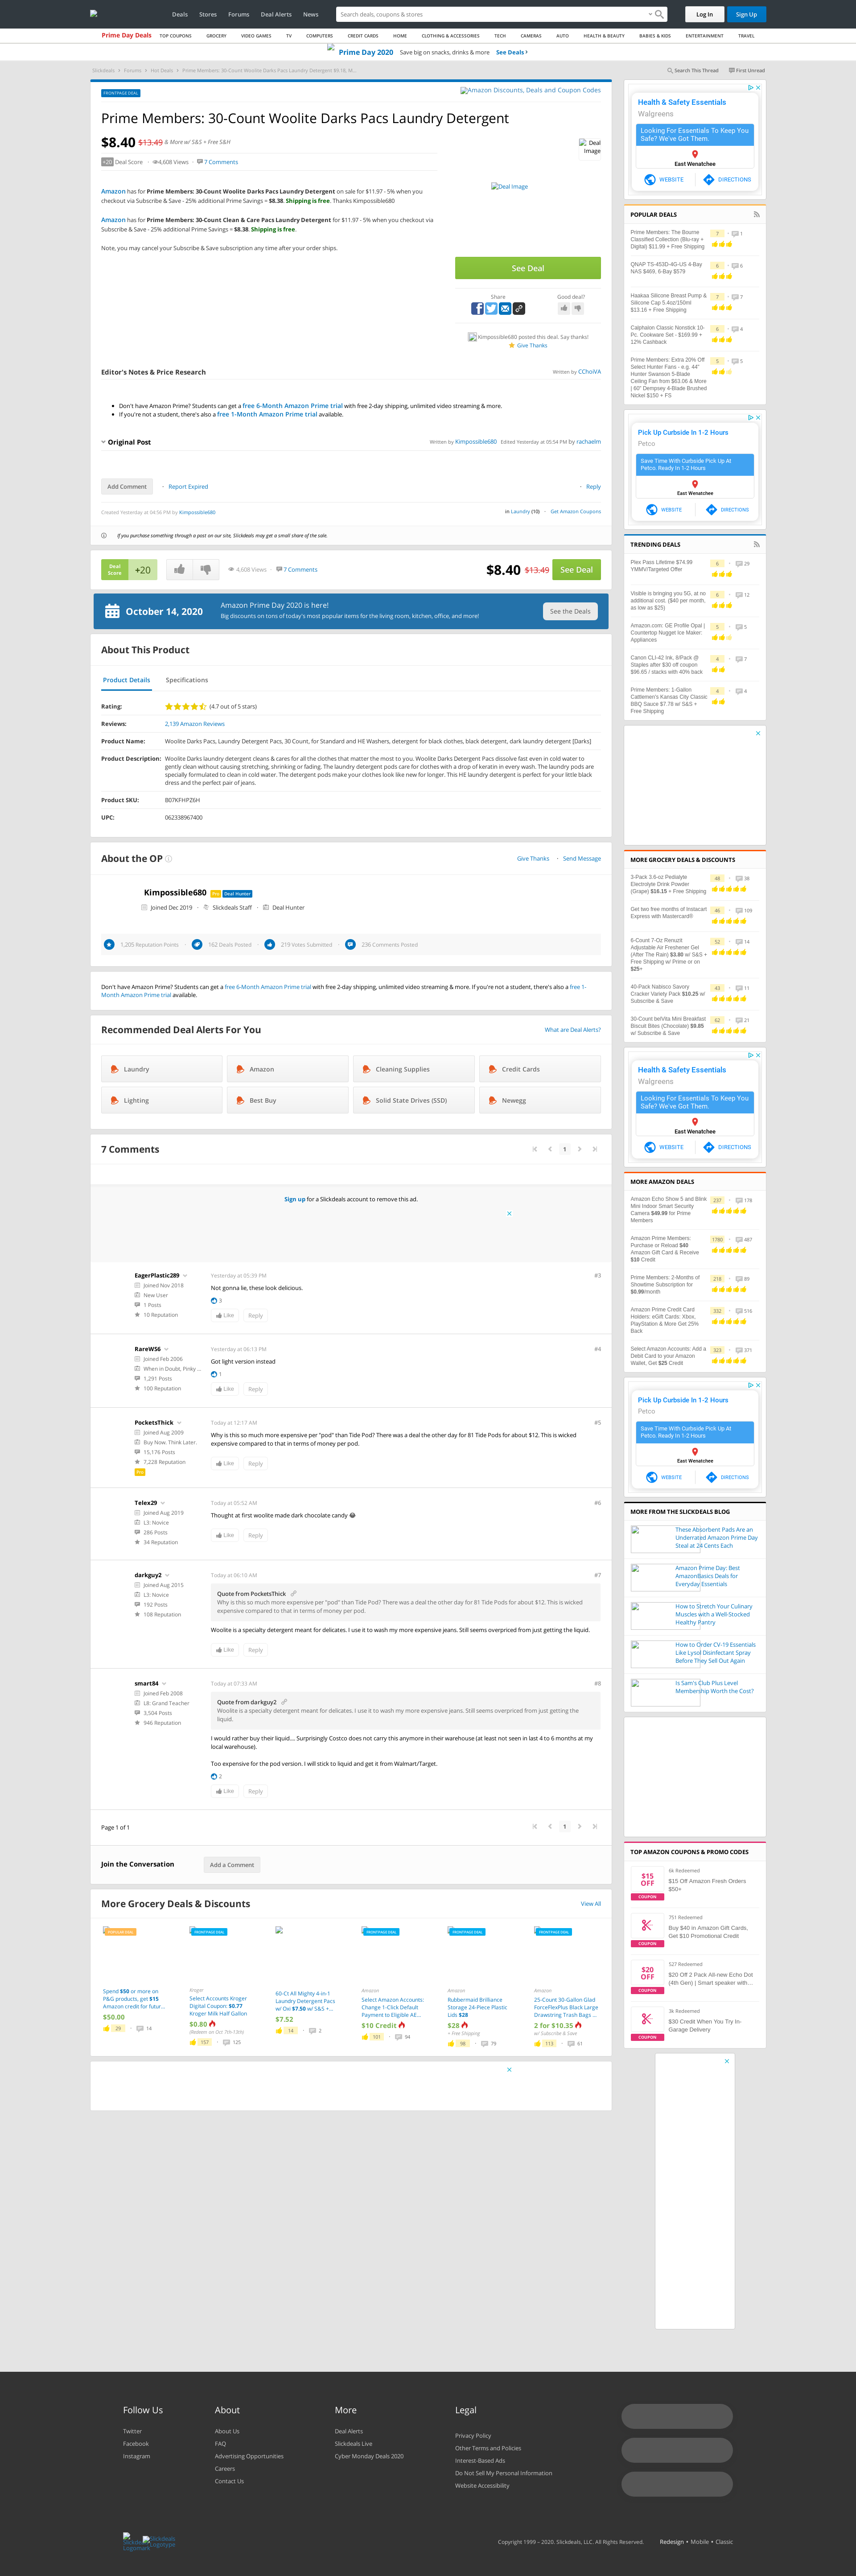 Deals Stores Forums Deal Alerts News
Search deals, coupons & stores
Log In
Sign Up
Prime Day Deals TOP COUPONS GROCERY VIDEO GAMES TV COMPUTERS CREDIT CARDS HOME CLOTHING & ACCESSORIES TECH CAMERAS AUTO HEALTH & BEAUTY BABIES & KIDS ENTERTAINMENT TRAVEL
Prime Day 2020 Save big on snacks, drinks & more See Deals
Slickdeals Forums Hot Deals Prime Members: 30-Count Woolite Darks Pacs Laundry Detergent $9.18, M...
Search This Thread First Unread
FRONTPAGE DEAL
Amazon Discounts, Deals and Coupon Codes
Prime Members: 30-Count Woolite Darks Pacs Laundry Detergent
$8.40 $13.49 & More w/ S&S + Free S&H
Deal Image
+20 Deal Score 4,608 Views 7 Comments
Amazon has for Prime Members: 30-Count Woolite Darks Pacs Laundry Detergent on sale for $11.97 - 5% when you
checkout via Subscribe & Save - 25% additional Prime Savings = $8.38. Shipping is free. Thanks Kimpossible680
Amazon has for Prime Members: 30-Count Clean & Care Pacs Laundry Detergent for $11.97 - 5% when you checkout via
Subscribe & Save - 25% additional Prime Savings = $8.38. Shipping is free.
Note, you may cancel your Subscribe & Save subscription any time after your order ships.
Deal Image
See Deal
Share
Good deal?
Kimpossible680 posted this deal. Say thanks!
Give Thanks
Editor's Notes & Price Research
Written by CChoiVA
Don't have Amazon Prime? Students can get a free 6-Month Amazon Prime trial with free 2-day shipping, unlimited video streaming & more.
If you're not a student, there's also a free 1-Month Amazon Prime trial available.
Original Post
Written by Kimpossible680 Edited Yesterday at 05:54 PM by rachaelm
Add Comment Report Expired
Reply
Created Yesterday at 04:56 PM by Kimpossible680
in Laundry (10) Get Amazon Coupons
If you purchase something through a post on our site, Slickdeals may get a small share of the sale.
Deal Score +20
4,608 Views 7 Comments
$8.40 $13.49 See Deal
October 14, 2020
Amazon Prime Day 2020 is here!
Big discounts on tons of today's most popular items for the living room, kitchen, office, and more!
See the Deals
About This Product
Product Details Specifications
Rating: (4.7 out of 5 stars)
Reviews: 2,139 Amazon Reviews
Product Name: Woolite Darks Pacs, Laundry Detergent Pacs, 30 Count, for Standard and HE Washers, detergent for black clothes, black detergent, dark laundry detergent [Darks]
Product Description: Woolite Darks laundry detergent cleans & cares for all the clothes that matter the most to you. Woolite Darks Detergent Pacs dissolve fast even in cold water to
gently clean without causing stretching, shrinking or fading. The laundry detergent pods care for clothes with a drop of excellent in every wash. The Laundry pods are
specially formulated to clean in cold water. The detergent pods make your clothes look like new for longer. This HE laundry detergent is perfect for your little black
dress and the perfect pair of jeans.
Product SKU: B07KFHPZ6H
UPC: 062338967400
About the OP
Give Thanks Send Message
Kimpossible680 Pro Deal Hunter
Joined Dec 2019 Slickdeals Staff Deal Hunter
1,205 Reputation Points 162 Deals Posted 219 Votes Submitted 236 Comments Posted
Don't have Amazon Prime? Students can get a free 6-Month Amazon Prime trial with free 2-day shipping, unlimited video streaming & more. If you're not a student, there's also a free 1-
Month Amazon Prime trial available.
Recommended Deal Alerts For You
What are Deal Alerts?
Laundry
Amazon
Cleaning Supplies
Credit Cards
Lighting
Best Buy
Solid State Drives (SSD)
Newegg
7 Comments
1
Sign up for a Slickdeals account to remove this ad.
EagerPlastic289
Joined Nov 2018
New User
1 Posts
10 Reputation
Yesterday at 05:39 PM
#3
Not gonna lie, these look delicious.
3
Like Reply
RareWS6
Joined Feb 2006
When in Doubt, Pinky ...
1,291 Posts
100 Reputation
Yesterday at 06:13 PM
#4
Got light version instead
1
Like Reply
PocketsThick
Joined Aug 2009
Buy Now. Think Later.
15,176 Posts
7,228 Reputation
Pro
Today at 12:17 AM
#5
Why is this so much more expensive per "pod" than Tide Pod? There was a deal the other day for 81 Tide Pods for about $12. This is wicked
expensive compared to that in terms of money per pod.
Like Reply
Telex29
Joined Aug 2019
L3: Novice
286 Posts
34 Reputation
Today at 05:52 AM
#6
Thought at first woolite made dark chocolate candy 😂
Like Reply
darkguy2
Joined Aug 2015
L3: Novice
192 Posts
108 Reputation
Today at 06:10 AM
#7
Quote from PocketsThick
Why is this so much more expensive per "pod" than Tide Pod? There was a deal the other day for 81 Tide Pods for about $12. This is wicked
expensive compared to that in terms of money per pod.
Woolite is a specialty detergent meant for delicates. I use it to wash my more expensive jeans. Still seems overpriced from just getting the liquid.
Like Reply
smart84
Joined Feb 2008
L8: Grand Teacher
3,504 Posts
946 Reputation
Today at 07:33 AM
#8
Quote from darkguy2
Woolite is a specialty detergent meant for delicates. I use it to wash my more expensive jeans. Still seems overpriced from just getting the
liquid.
I would rather buy their liquid.... Surprisingly Costco does not carry this anymore in their warehouse (at least not seen in last 4 to 6 months at my
local warehouse).
Too expensive for the pod version. I will stick to liquid and get it from Walmart/Target.
2
Like Reply
Page 1 of 1
1
Join the Conversation Add a Comment
More Grocery Deals & Discounts
View All
POPULAR DEAL
Spend $50 or more on
P&G products, get $15
Amazon credit for futur...
$50.00
29 14
FRONTPAGE DEAL
Kroger
Select Accounts Kroger
Digital Coupon: $0.77
Kroger Milk Half Gallon
$0.80
(Redeem on Oct 7th-13th)
157 125
60-Ct All Mighty 4-in-1
Laundry Detergent Pacs
w/ Oxi $7.50 w/ S&S +...
$7.52
14 2
FRONTPAGE DEAL
Amazon
Select Amazon Accounts:
Change 1-Click Default
Payment to Eligible AE...
$10 Credit
101 94
FRONTPAGE DEAL
Amazon
Rubbermaid Brilliance
Storage 24-Piece Plastic
Lids $28
$28
+ Free Shipping
98 79
FRONTPAGE DEAL
Amazon
25-Count 30-Gallon Glad
ForceFlexPlus Black Large
Drawstring Trash Bags ...
2 for $10.35
w/ Subscribe & Save
113 61
Health & Safety Essentials
Walgreens
Looking For Essentials To Keep You
Safe? We've Got Them.
East Wenatchee
WEBSITE DIRECTIONS
POPULAR DEALS
Prime Members: The Bourne
Classified Collection (Blu-ray +
Digital) $11.99 + Free Shipping
7 1
QNAP TS-453D-4G-US 4-Bay
NAS $469, 6-Bay $579
6 6
Haakaa Silicone Breast Pump &
Silicone Cap 5.4oz/150ml
$13.16 + Free Shipping
7 7
Calphalon Classic Nonstick 10-
Pc. Cookware Set - $169.99 +
12% Cashback
6 4
Prime Members: Extra 20% Off
Select Hunter Fans - e.g. 44"
Hunter Swanson 5-Blade
Ceiling Fan from $63.06 & More
| 60" Dempsey 4-Blade Brushed
Nickel $150 + FS
5 5
Pick Up Curbside In 1-2 Hours
Petco
Save Time With Curbside Pick Up At
Petco. Ready In 1-2 Hours
East Wenatchee
WEBSITE DIRECTIONS
TRENDING DEALS
Plex Pass Lifetime $74.99
YMMV/Targeted Offer
6 29
Visible is bringing you 5G, at no
additional cost. ($40 per month,
as low as $25)
6 12
Amazon.com: GE Profile Opal |
Countertop Nugget Ice Maker:
Appliances
5 5
Canon CLI-42 Ink, 8/Pack @
Staples after $30 off coupon
$96.65 / stacks with 40% back
4 7
Prime Members: 1-Gallon
Cattlemen's Kansas City Classic
BBQ Sauce $7.78 w/ S&S +
Free Shipping
4 4
MORE GROCERY DEALS & DISCOUNTS
3-Pack 3.6-oz Pedialyte
Electrolyte Drink Powder
(Grape) $16.15 + Free Shipping
48 38
Get two free months of Instacart
Express with Mastercard®
46 109
6-Count 7-Oz Renuzit
Adjustable Air Freshener Gel
(After The Rain) $3.80 w/ S&S +
Free Shipping w/ Prime or on
$25+
52 14
40-Pack Nabisco Savory
Cracker Variety Pack $10.25 w/
Subscribe & Save
43 11
30-Count belVita Mini Breakfast
Biscuit Bites (Chocolate) $9.85
w/ Subscribe & Save
62 21
Health & Safety Essentials
Walgreens
Looking For Essentials To Keep You
Safe? We've Got Them.
East Wenatchee
WEBSITE DIRECTIONS
MORE AMAZON DEALS
Amazon Echo Show 5 and Blink
Mini Indoor Smart Security
Camera $49.99 for Prime
Members
237 178
Amazon Prime Members:
Purchase or Reload $40
Amazon Gift Card & Receive
$10 Credit
1780 487
Prime Members: 2-Months of
Showtime Subscription for
$0.99/month
218 89
Amazon Prime Credit Card
Holders: eGift Cards: Xbox,
PlayStation & More Get 25%
Back
332 516
Select Amazon Accounts: Add a
Debit Card to your Amazon
Wallet, Get $25 Credit
323 371
Pick Up Curbside In 1-2 Hours
Petco
Save Time With Curbside Pick Up At
Petco. Ready In 1-2 Hours
East Wenatchee
WEBSITE DIRECTIONS
MORE FROM THE SLICKDEALS BLOG
These Absorbent Pads Are an
Underrated Amazon Prime Day
Steal at 24 Cents Each
Amazon Prime Day: Best
AmazonBasics Deals for
Everyday Essentials
How to Stretch Your Culinary
Muscles with a Well-Stocked
Healthy Pantry
How to Order CV-19 Essentials
Like Lysol Disinfectant Spray
Before They Sell Out Again
Is Sam's Club Plus Level
Membership Worth the Cost?
TOP AMAZON COUPONS & PROMO CODES
$15 OFF
COUPON
6k Redeemed
$15 Off Amazon Fresh Orders
$50+
COUPON
751 Redeemed
Buy $40 in Amazon Gift Cards,
Get $10 Promotional Credit
$20 OFF
COUPON
527 Redeemed
$20 Off 2 Pack All-new Echo Dot
(4th Gen) | Smart speaker with...
COUPON
3k Redeemed
$30 Credit When You Try In-
Garage Delivery
Follow Us
Twitter
Facebook
Instagram
About
About Us
FAQ
Advertising Opportunities
Careers
Contact Us
More
Deal Alerts
Slickdeals Live
Cyber Monday Deals 2020
Legal
Privacy Policy
Other Terms and Policies
Interest-Based Ads
Do Not Sell My Personal Information
Website Accessibility
Slickdeals Logomark
Slickdeals Logotype
Copyright 1999 - 2020. Slickdeals, LLC. All Rights Reserved. Redesign • Mobile • Classic